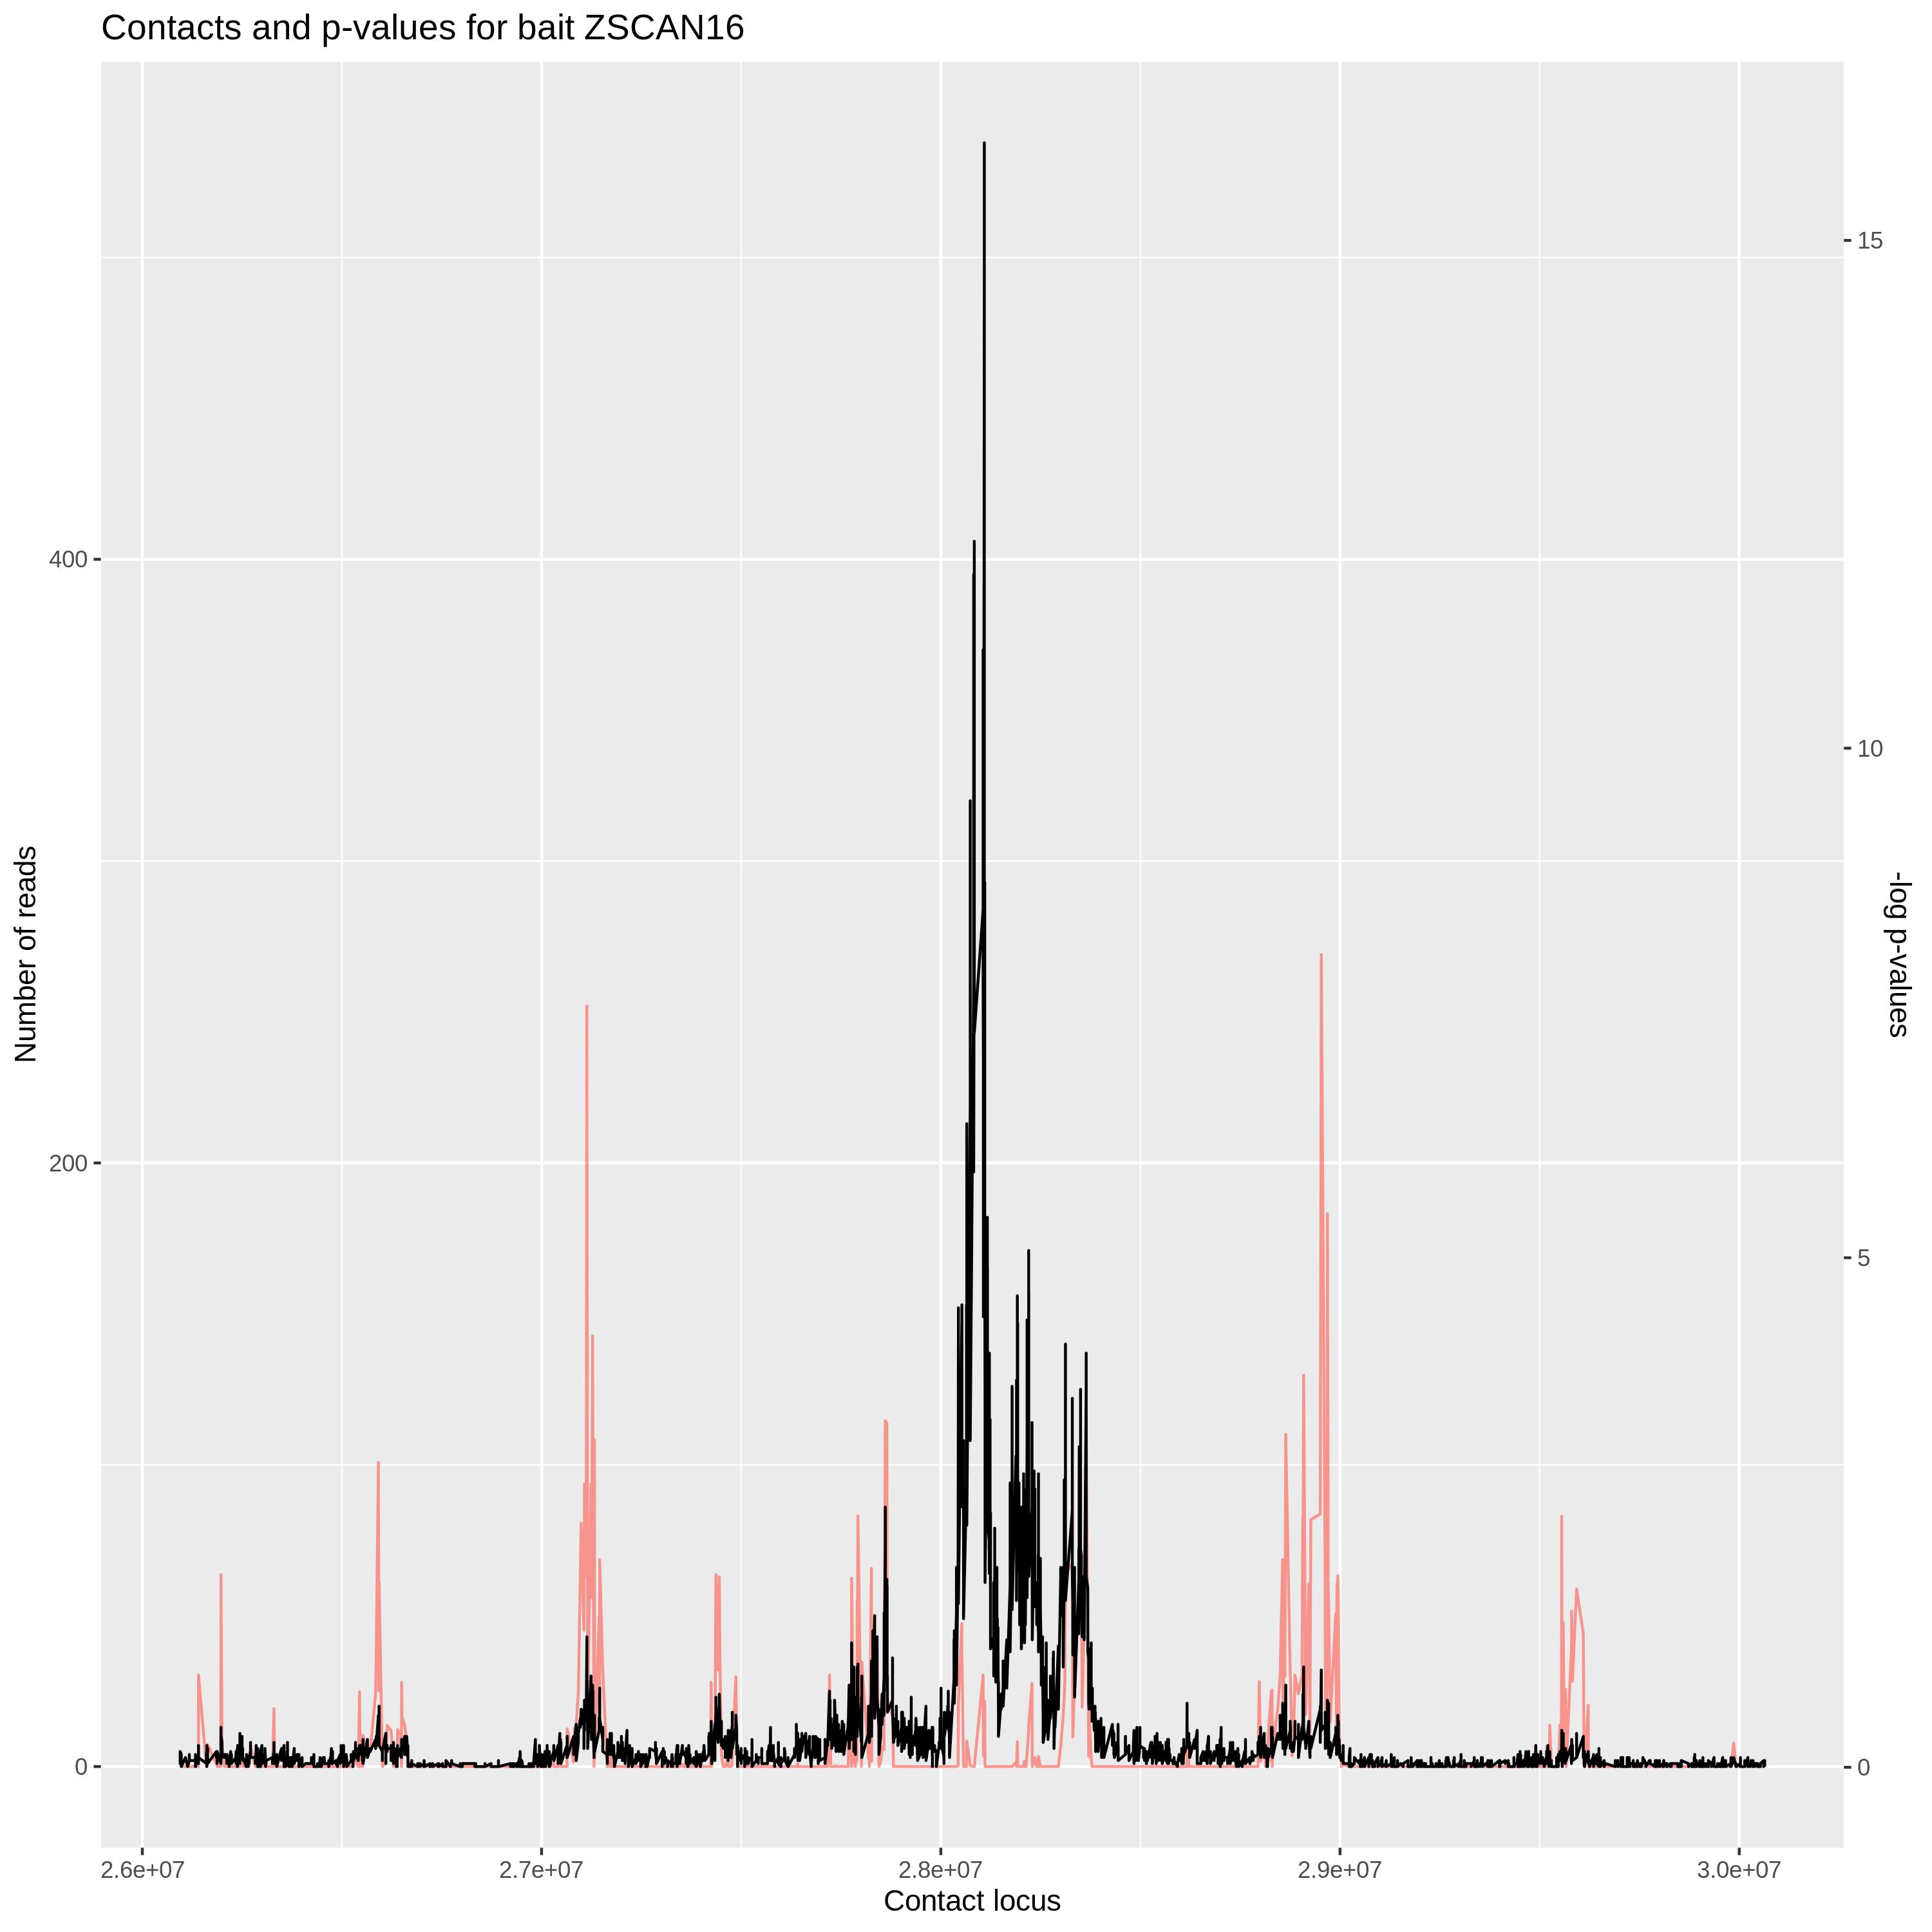 Contacts and p-values for bait ZSCAN16
Number of reads
400
200
0
15
10
5
0
-log p-values
2.6e+07 2.7e+07 2.8e+07 2.9e+07 3.0e+07
Contact locus